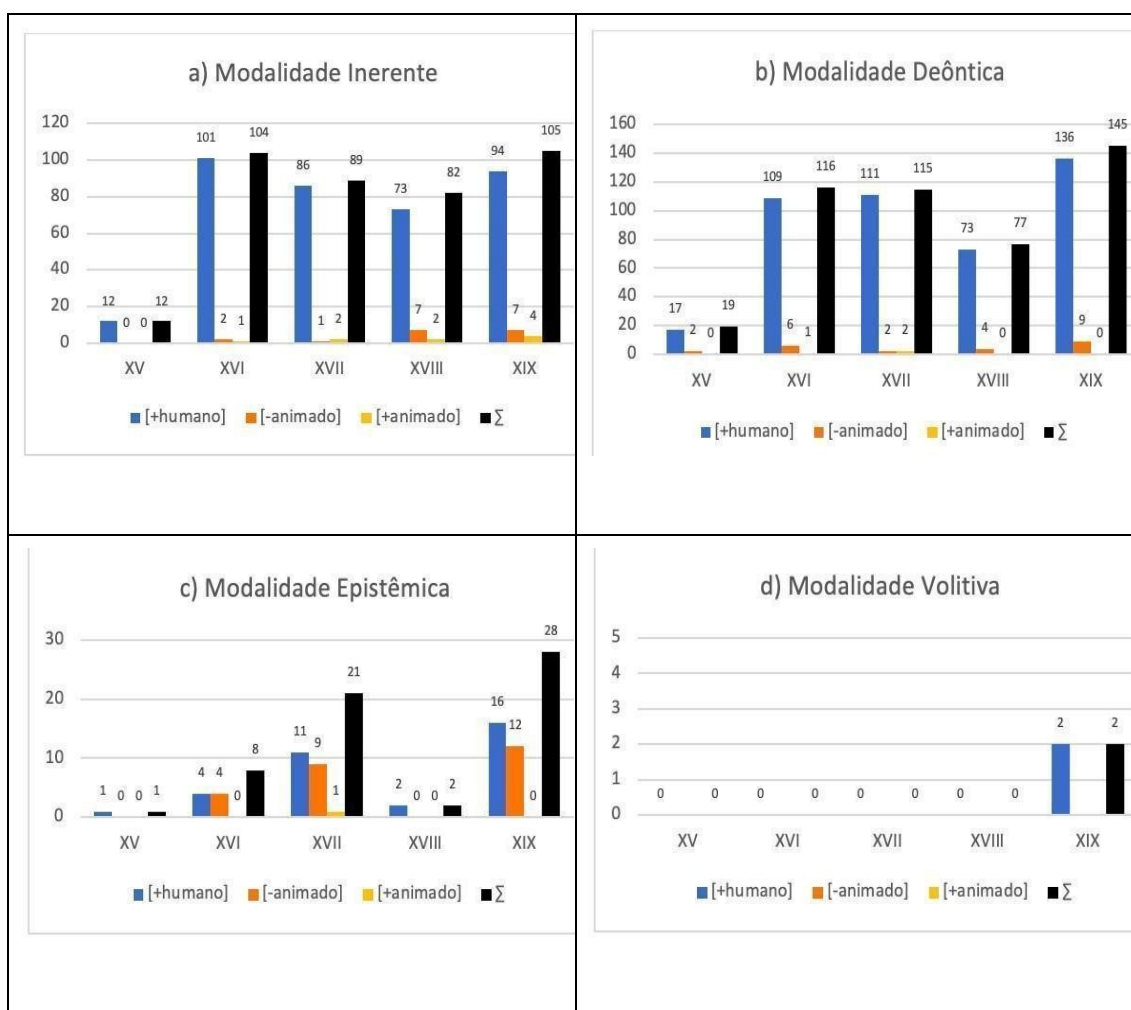 a) Modalidade Inerente
120
100
80
60
40
20
0
12 0 0 12
101 2 1 104
86 1 2 89
73 7 2 82
94 7 4 105
XV XVI XVII XVIII XIX
[+humano] [-animado] [+animado] ∑
b) Modalidade Deôntica
160
140
120
100
80
60
40
20
0
17 2 0 19
109 6 1 116
111 2 2 115
73 4 0 77
136 9 0 145
XV XVI XVII XVIII XIX
[+humano] [-animado] [+animado] ∑
c) Modalidade Epistêmica
30
20
10
0
1 0 0 1
4 4 0 8
11 9 1 21
2 0 0 2
16 12 0 28
XV XVI XVII XVIII XIX
[+humano] [-animado] [+animado] ∑
d) Modalidade Volitiva
5
4
3
2
1
0
0 0
0 0
0 0
0 0
2 2
XV XVI XVII XVIII XIX
[+humano] [-animado] [+animado] ∑